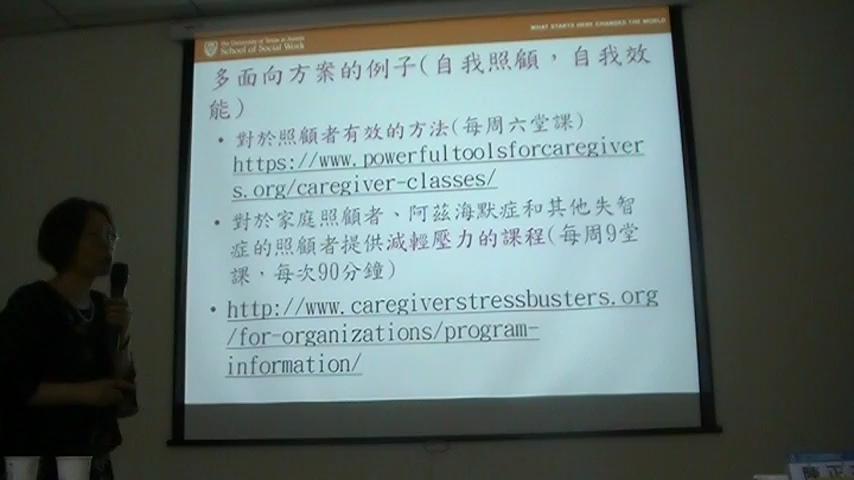 The University of Texas at Austin
School of Social Work
WHAT STARTS HERE CHANGES THE WORLD
多面向方案的例子(自我照顧，自我效
能)
• 對於照顧者有效的方法(每周六堂課)
https://www.powerfultoolsforcaregiver
s.org/caregiver-classes/
• 對於家庭照顧者、阿茲海默症和其他失智
症的照顧者提供減輕壓力的課程(每周9堂
課，每次90分鐘)
• http://www.caregiverstressbusters.org
/for-organizations/program-
information/
陳正